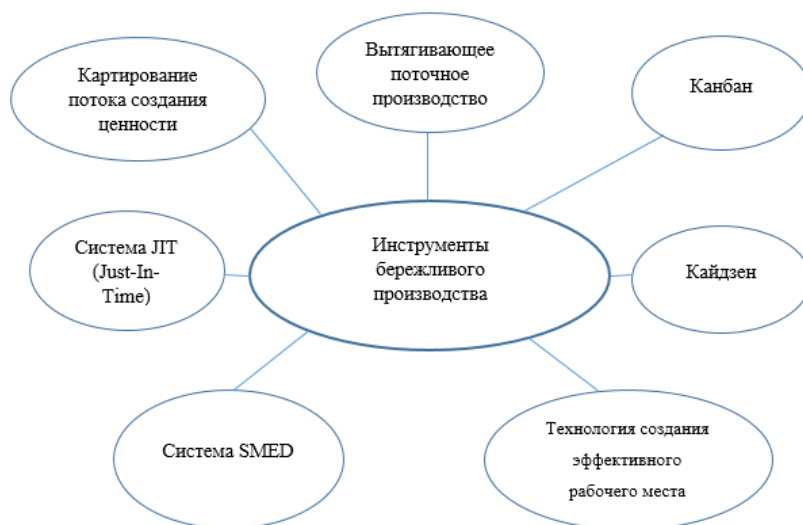 Картирование
потока создания
ценности
Вытягивающее
поточное
производство
Канбан
Система JIT
(Just-In-
Time)
Инструменты
бережливого
производства
Кайдзен
Система SMED
Технология создания
эффективного
рабочего места